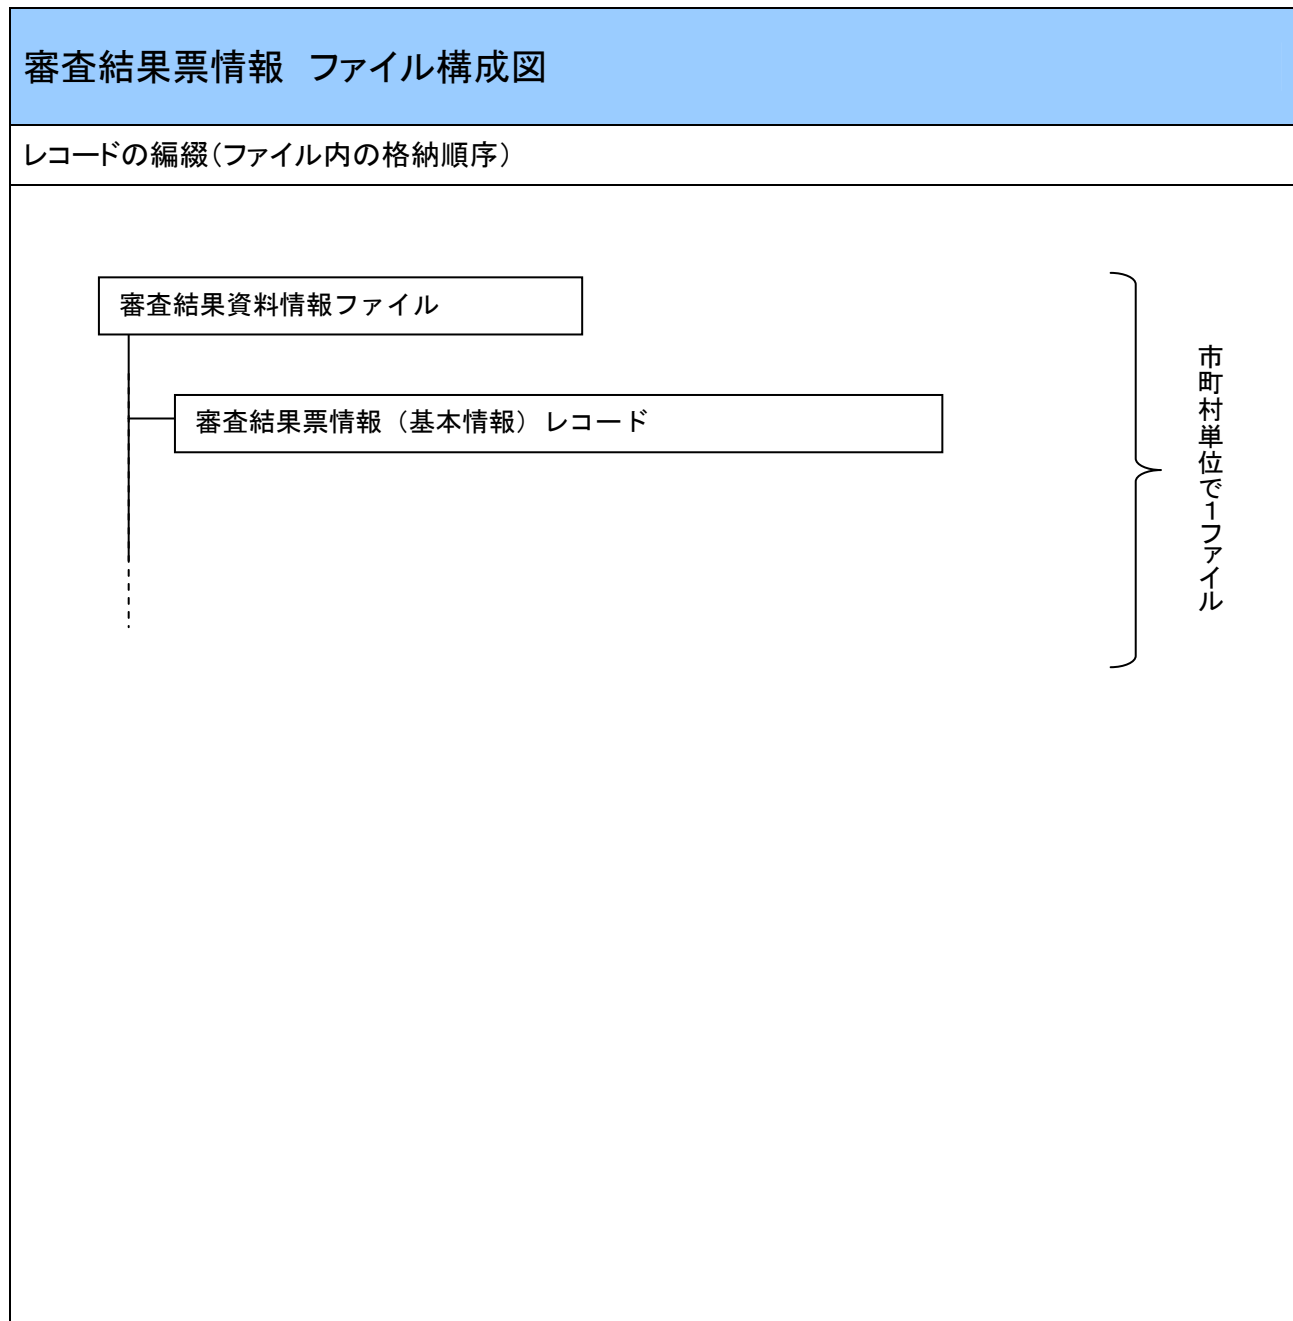 審査結果票情報　ファイル構成図
レコードの編綴（ファイル内の格納順序）
審査結果資料情報ファイル
審査結果票情報（基本情報）レコード
市町村単位で１ファイル